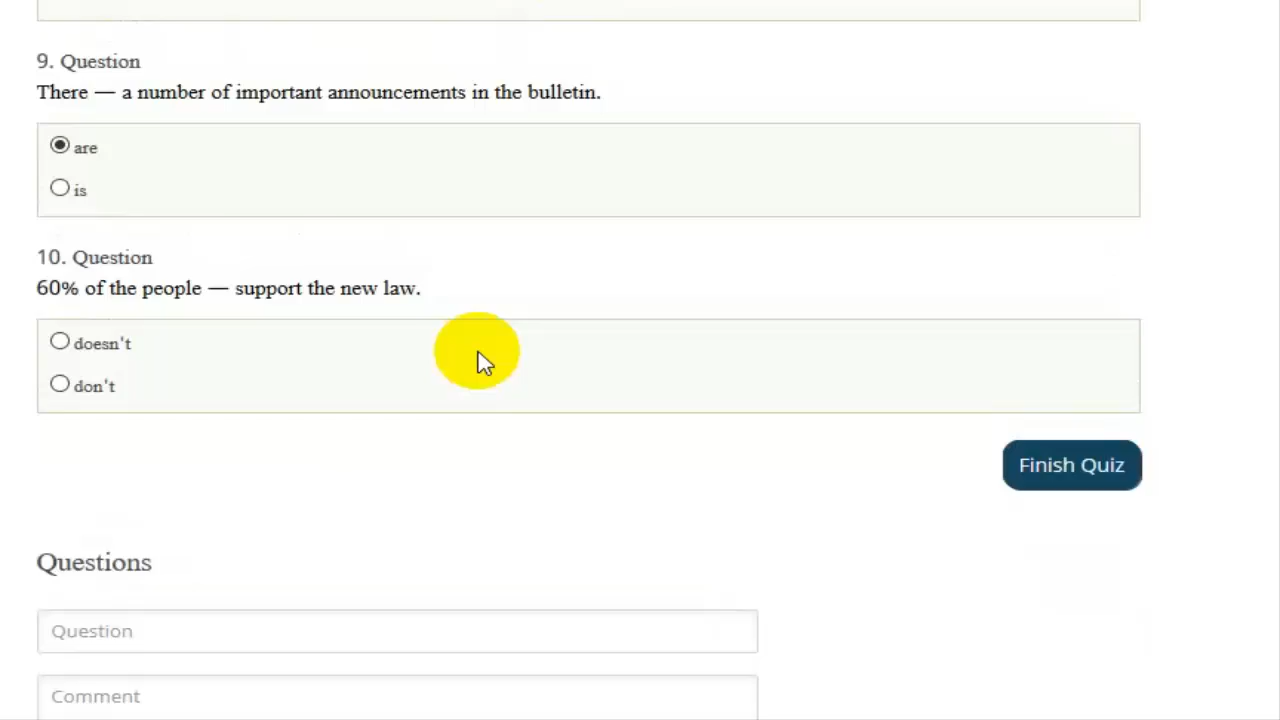 9. Question
There — a number of important announcements in the bulletin.
are
is
10. Question
60% of the people — support the new law.
doesn't
don't
Finish Quiz
Questions
Question
Comment